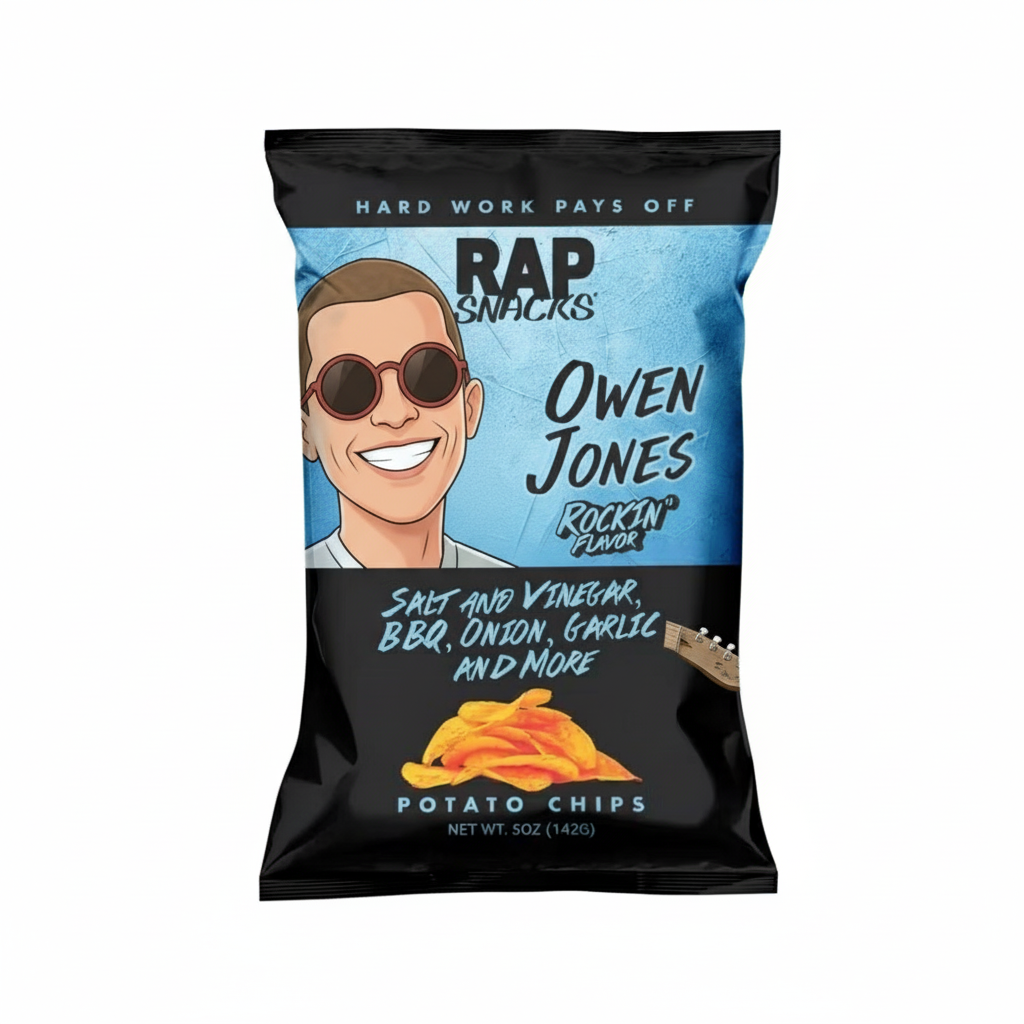 HARD WORK PAYS OFF
RAP
SNACKS
OWEN
JONES
ROCKIN"
FLAVOR
SALT AND VINEGAR,
BBQ, ONION, GARLIC
AND MORE
POTATO CHIPS
NET WT. 5OZ (142G)